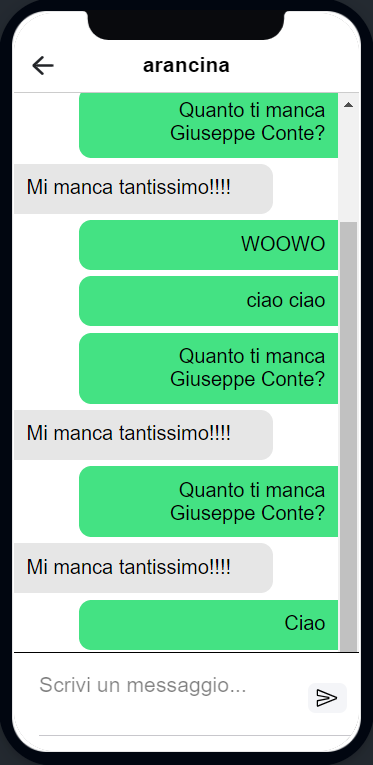 arancina
Quanto ti manca
Giuseppe Conte?
Mi manca tantissimo!!!!
WOOWO
ciao ciao
Quanto ti manca
Giuseppe Conte?
Mi manca tantissimo!!!!
Quanto ti manca
Giuseppe Conte?
Mi manca tantissimo!!!!
Ciao
Scrivi un messaggio...